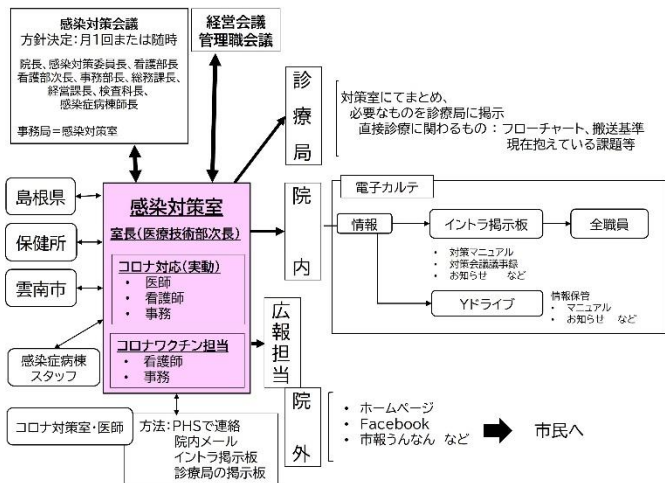 感染対策会議
方針決定:月1回または随時
院長、感染対策委員長、看護部長
看護部次長、事務部長、総務課長、
経営課長、検査科長、
感染症病棟師長
事務局=感染対策室
経営会議
管理職会議
診療局
対策室にてまとめ、
必要なものを診療局に掲示
直接診療に関わるもの:フローチャート、搬送基準
現在抱えている課題等
島根県
保健所
雲南市
感染症病棟
スタッフ
感染対策室
室長(医療技術部次長)
コロナ対応(実動)
• 医師
• 看護師
• 事務
コロナワクチン担当
• 看護師
• 事務
院内
電子カルテ
情報
イントラ掲示板
全職員
• 対策マニュアル
• 対策会議議事録
• お知らせ など
Yドライブ
情報保管
• マニュアル
• お知らせ など
広報担当
院外
• ホームページ
• Facebook
• 市報うんなん など
市民へ
コロナ対策室・医師
方法:PHSで連絡
院内メール
イントラ掲示板
診療局の掲示板